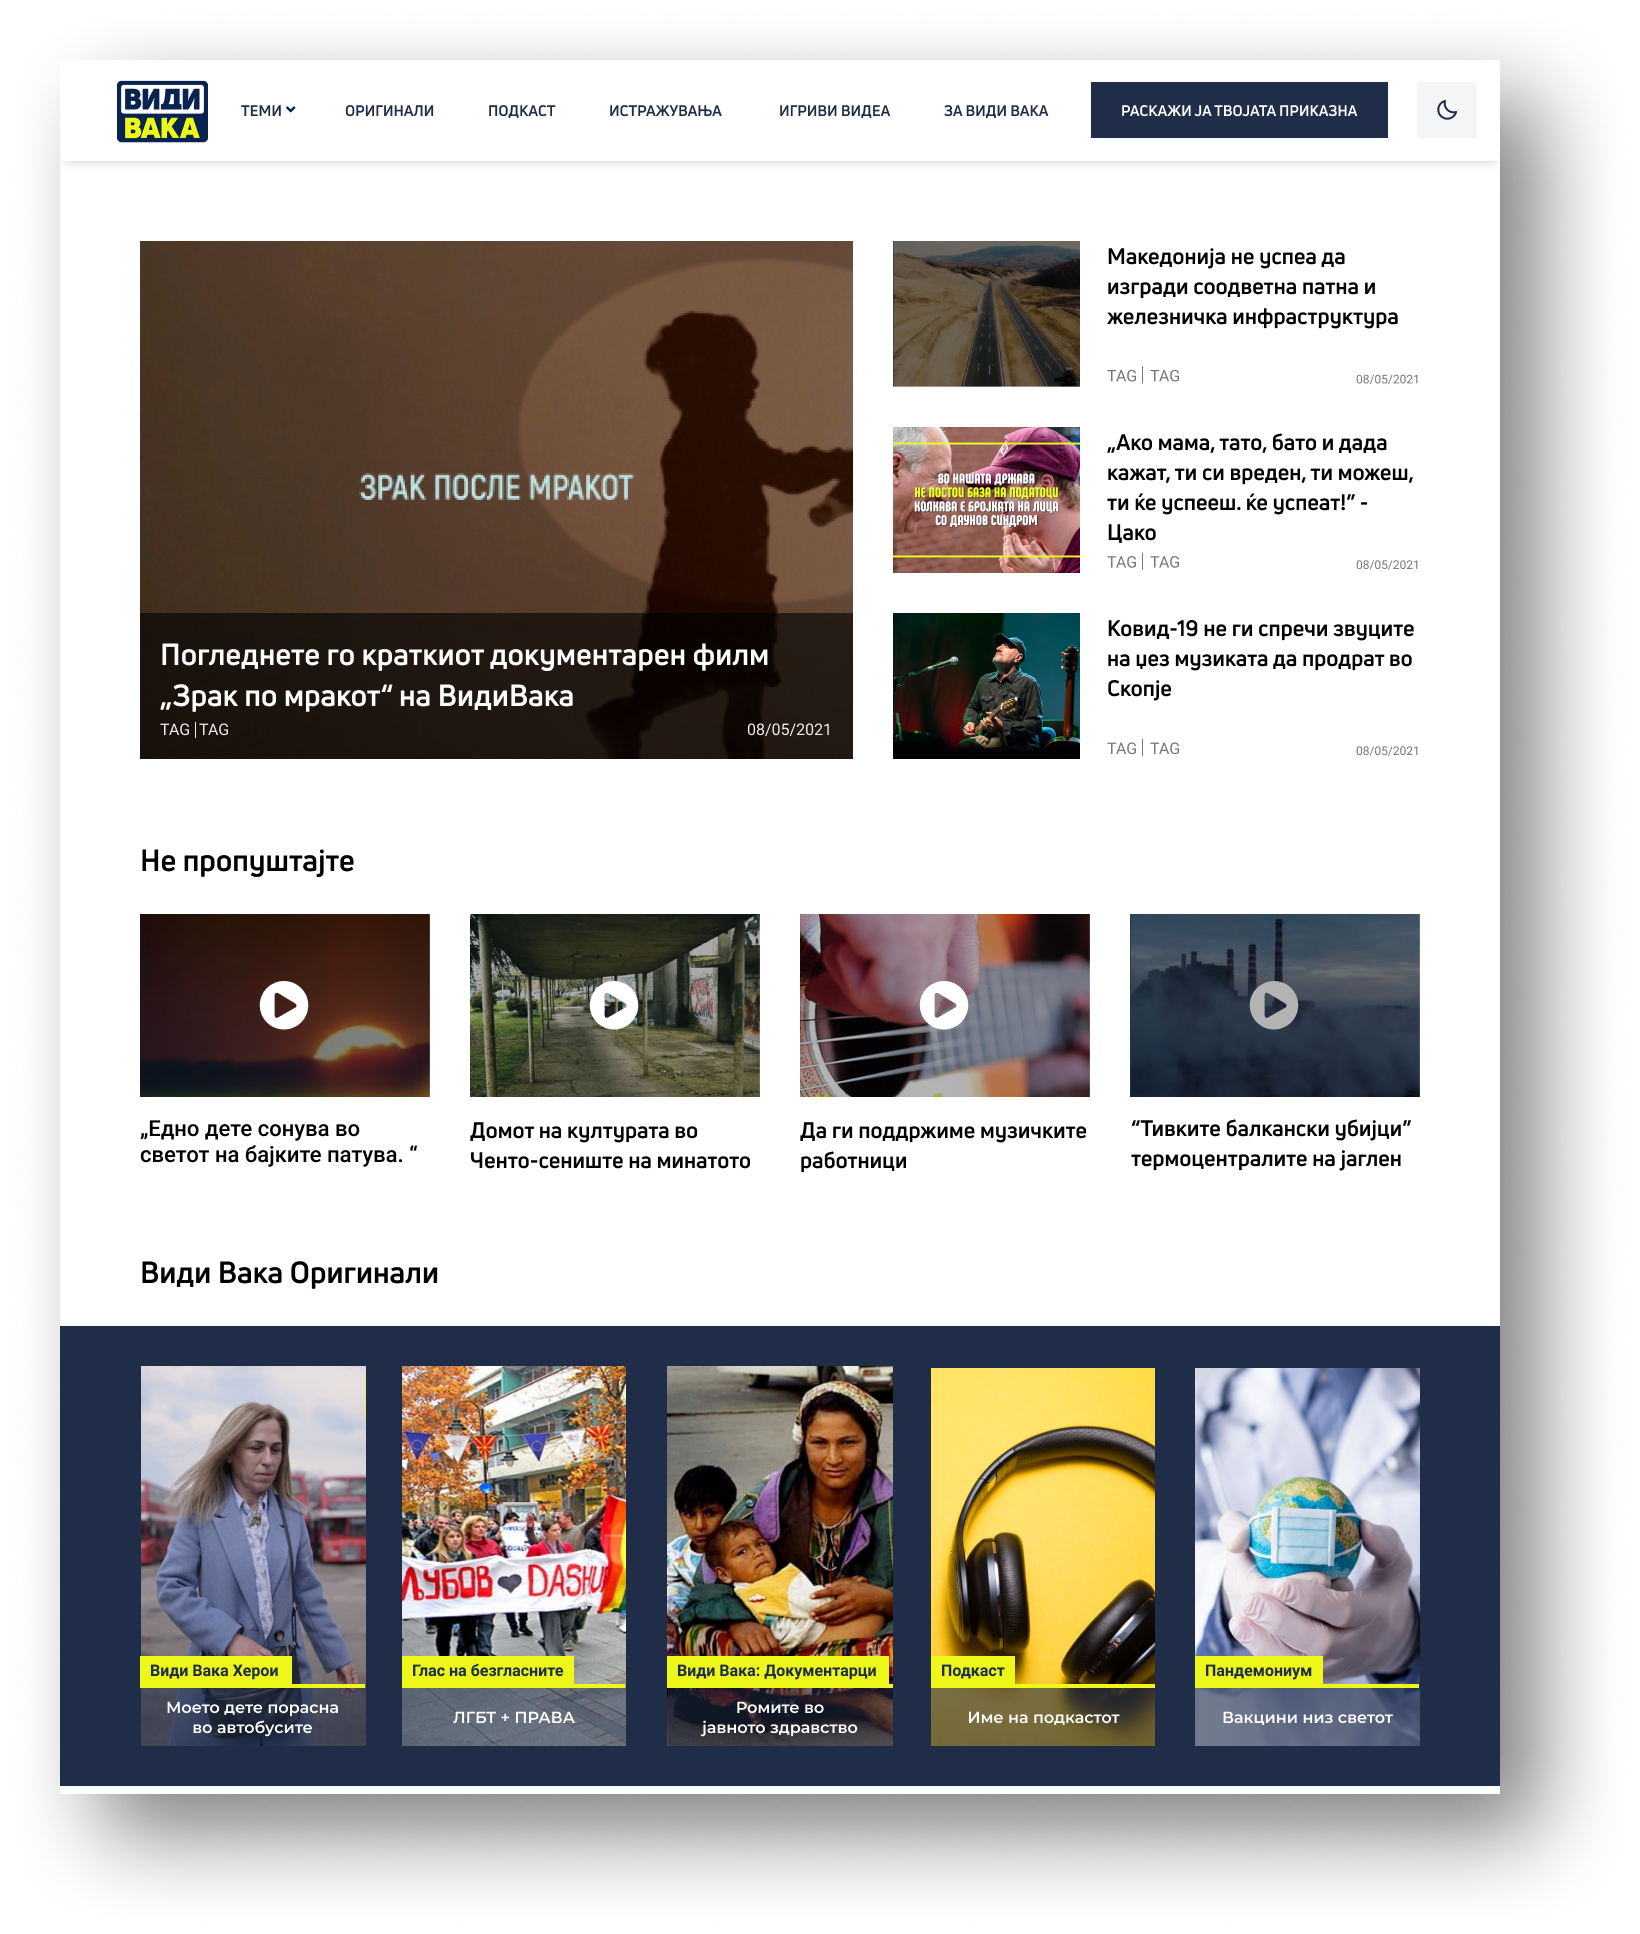 ВИДИ
ВАКА
ТЕМИ
ОРИГИНАЛИ
ПОДКАСТ
ИСТРАЖУВАЊА
ИГРИВИ ВИДЕА
ЗА ВИДИ ВАКА
РАСКАЖИ ЈА ТВОЈАТА ПРИКАЗНА
ЗРАК ПОСЛЕ МРАКОТ
Погледнете го краткиот документарен филм
„Зрак по мракот“ на ВидиВака
TAG | TAG
08/05/2021
Македонија не успеа да
изгради соодветна патна и
железничка инфраструктура
TAG | TAG
08/05/2021
ВО НАШАТА ДРЖАВА
НЕ ПОСТОИ БАЗА НА ПОДАТОЦИ
КОЛКАВА Е БРОЈКАТА НА ЛИЦА
СО ДАУНОВ СИНДРОМ
„Ако мама, тато, бато и дада
кажат, ти си вреден, ти можеш,
ти ќе успееш. ќе успеат!” -
Цако
TAG | TAG
08/05/2021
Ковид-19 не ги спречи звуците
на џез музиката да продрат во
Скопје
TAG | TAG
08/05/2021
Не пропуштајте
„Едно дете сонува во
светот на бајките патува. “
Домот на културата во
Ченто-сениште на минатото
Да ги поддржиме музичките
работници
“Тивките балкански убијци”
термоцентралите на јаглен
Види Вака Оригинали
ЉУБОВ DASHU
Види Вака Херои
Моето дете порасна
во автобусите
Глас на безгласните
ЛГБТ + ПРАВА
Види Вака: Документарци
Ромите во
јавното здравство
Подкаст
Име на подкастот
Пандемониум
Вакцини низ светот